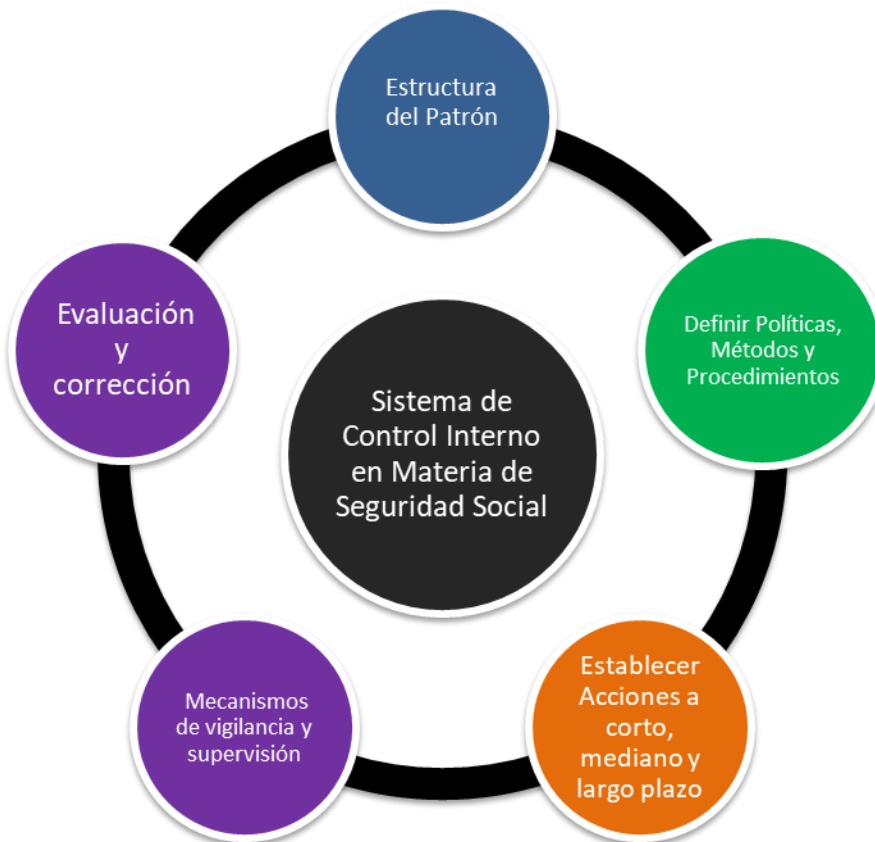 Estructura
del Patrón
Definir Políticas,
Métodos y
Procedimientos
Establecer
Acciones a
corto,
mediano y
largo plazo
Mecanismos
de vigilancia y
supervisión
Evaluación
y
corrección
Sistema de
Control Interno
en Materia de
Seguridad Social